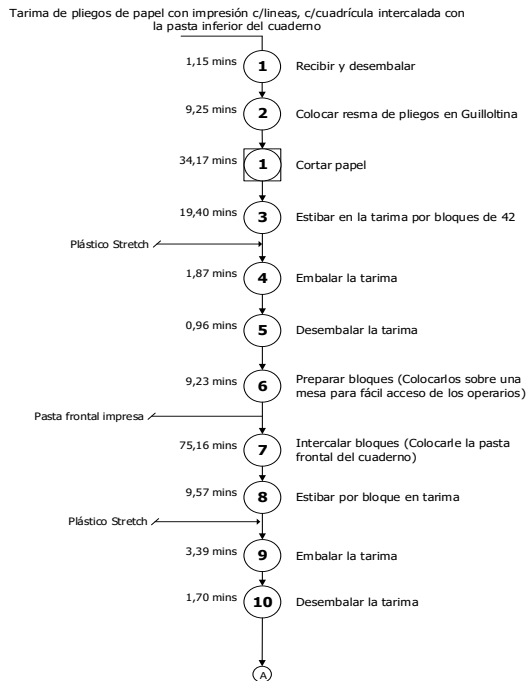 Tarima de pliegos de papel con impresión c/lineas, c/cuadrícula intercalada con
la pasta inferior del cuaderno
1,15 mins 1 Recibir y desembalar
9,25 mins 2 Colocar resma de pliegos en Guilloltina
34,17 mins 1 Cortar papel
19,40 mins 3 Estibar en la tarima por bloques de 42
Plástico Stretch
1,87 mins 4 Embalar la tarima
0,96 mins 5 Desembalar la tarima
9,23 mins 6 Preparar bloques (Colocarlos sobre una
mesa para fácil acceso de los operarios)
Pasta frontal impresa
75,16 mins 7 Intercalar bloques (Colocarle la pasta
frontal del cuaderno)
9,57 mins 8 Estibar por bloque en tarima
Plástico Stretch
3,39 mins 9 Embalar la tarima
1,70 mins 10 Desembalar la tarima
A